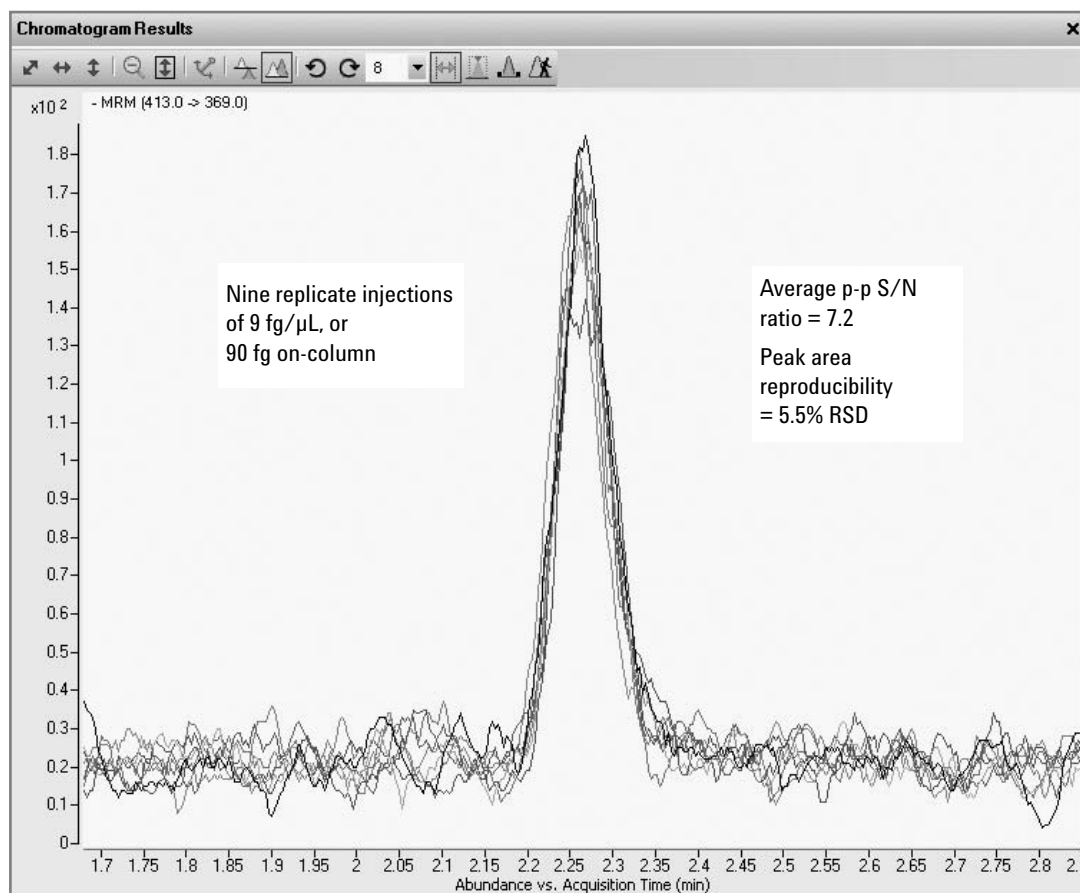 Chromatogram Results
8
x10 2
- MRM (413.0 -> 369.0)
1.8
1.7
1.6
1.5
1.4
1.3
1.2
1.1
1
0.9
0.8
0.7
0.6
0.5
0.4
0.3
0.2
0.1
0
Nine replicate injections
of 9 fg/µL, or
90 fg on-column
Average p-p S/N
ratio = 7.2
Peak area
reproducibility
= 5.5% RSD
1.7 1.75 1.8 1.85 1.9 1.95 2 2.05 2.1 2.15 2.2 2.25 2.3 2.35 2.4 2.45 2.5 2.55 2.6 2.65 2.7 2.75 2.8 2.
Abundance vs. Acquisition Time (min)